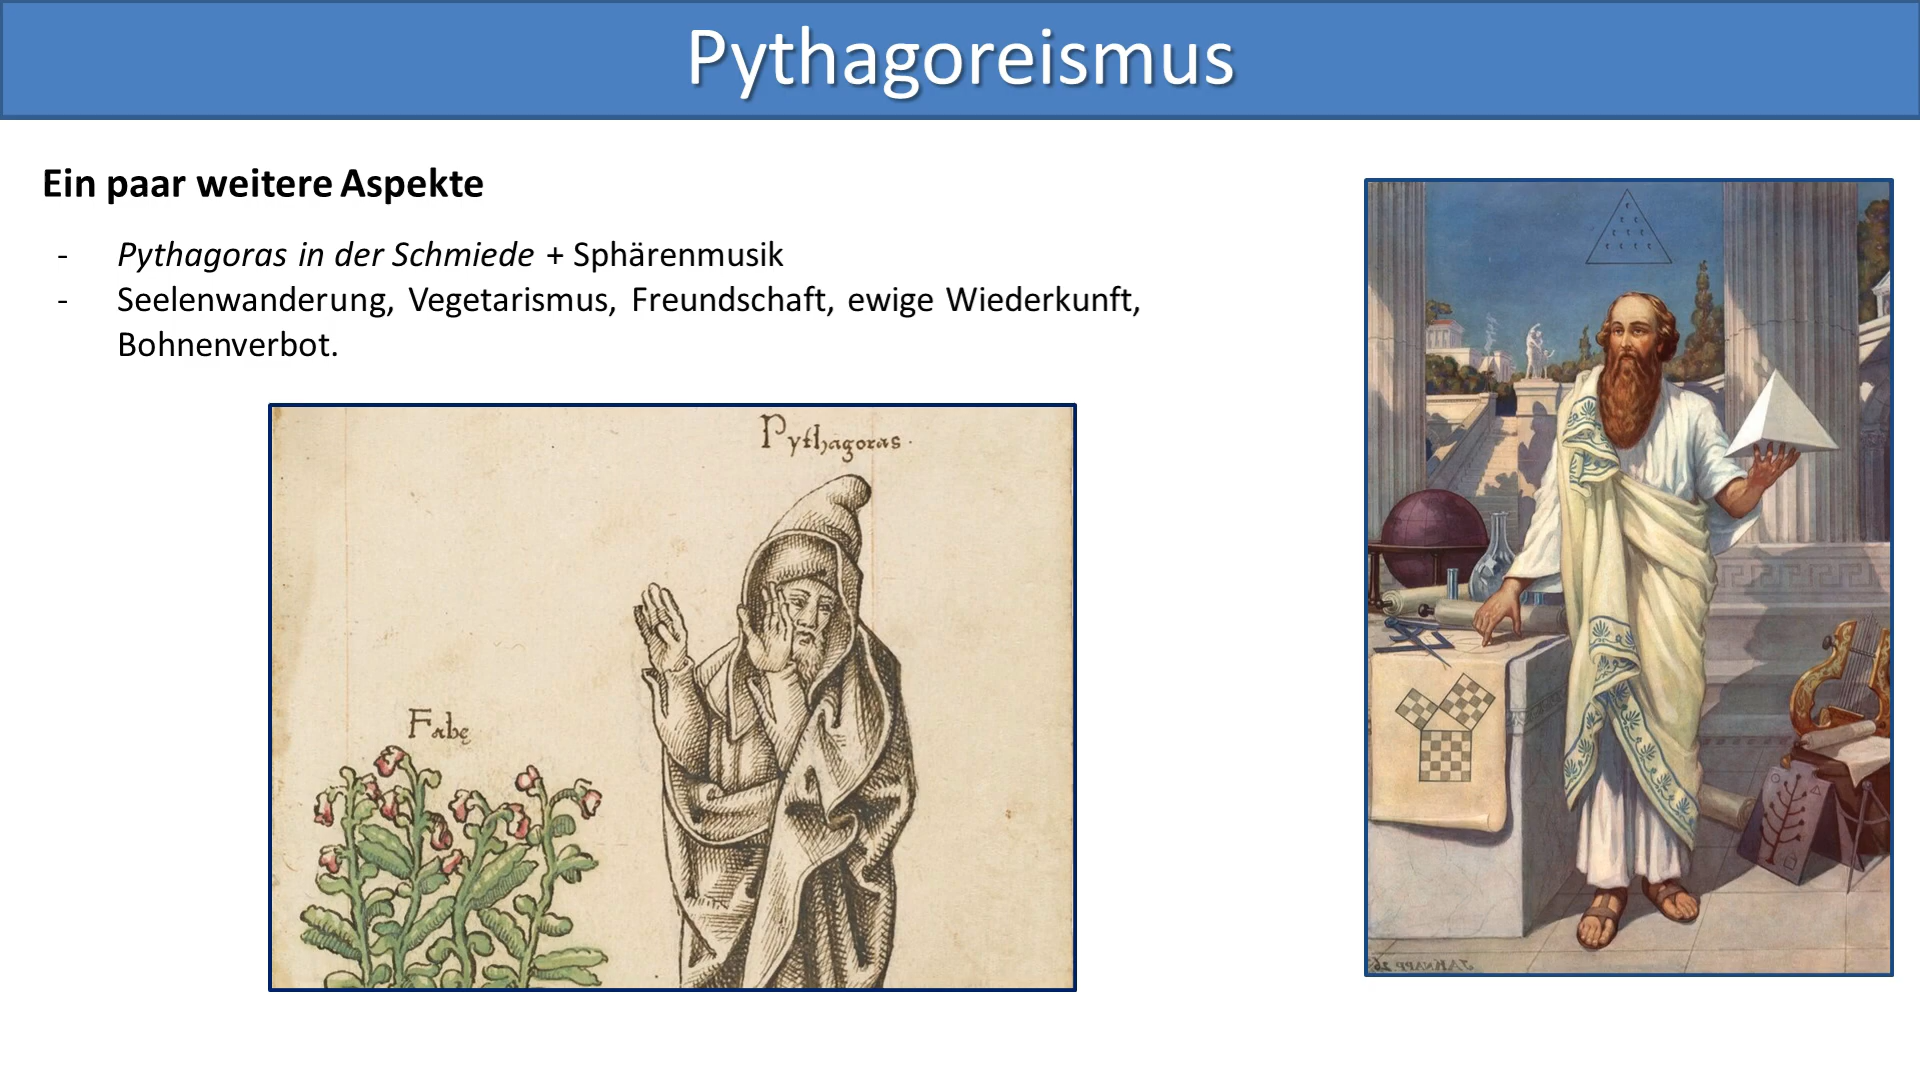 Pythagoreismus
Ein paar weitere Aspekte
- Pythagoras in der Schmiede + Sphärenmusik
- Seelenwanderung, Vegetarismus, Freundschaft, ewige Wiederkunft,
Bohnenverbot.
Pythagoras.
Fabę